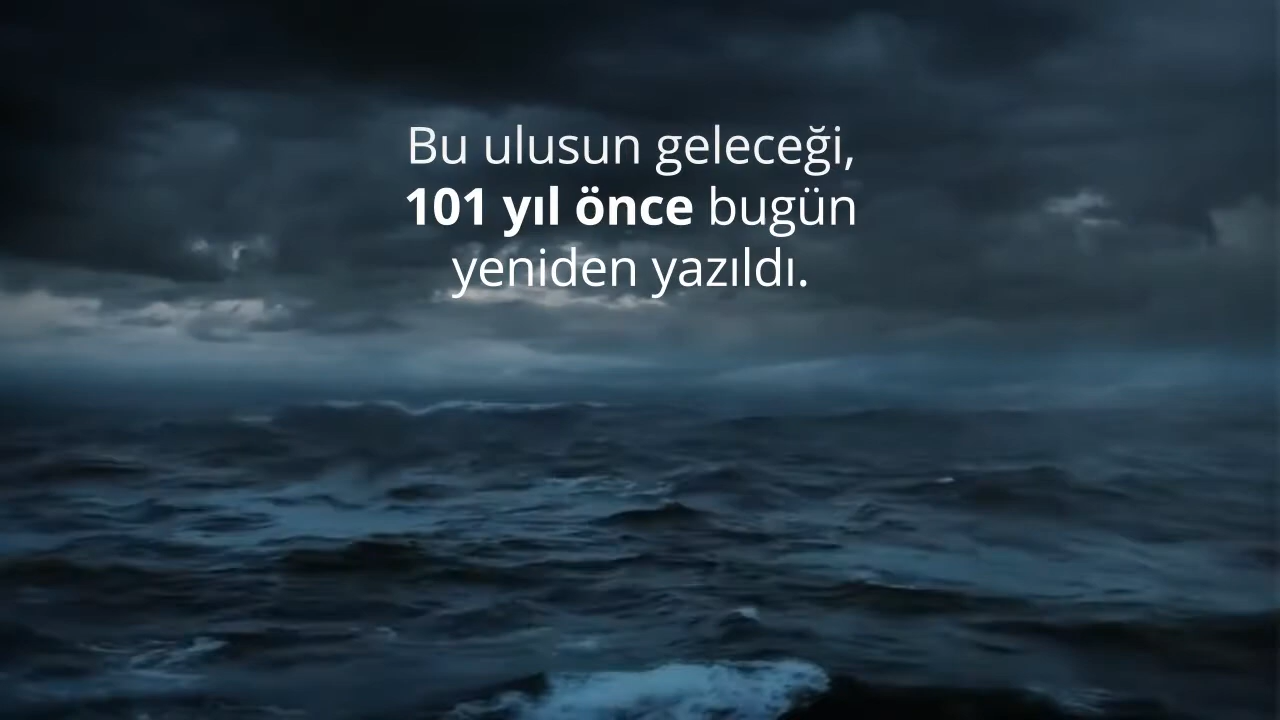 Bu ulusun geleceği,
101 yıl önce bugün
yeniden yazıldı.